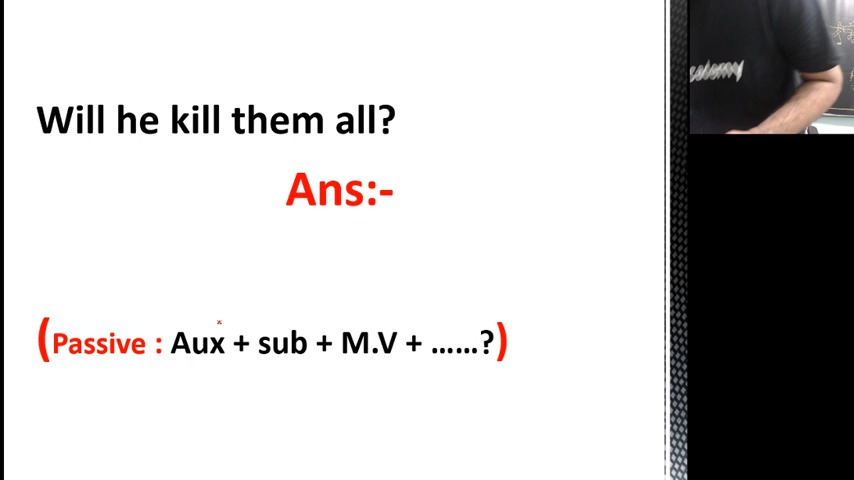 Will he kill them all?
Ans:-
(Passive : Aux + sub + M.V + ......?)